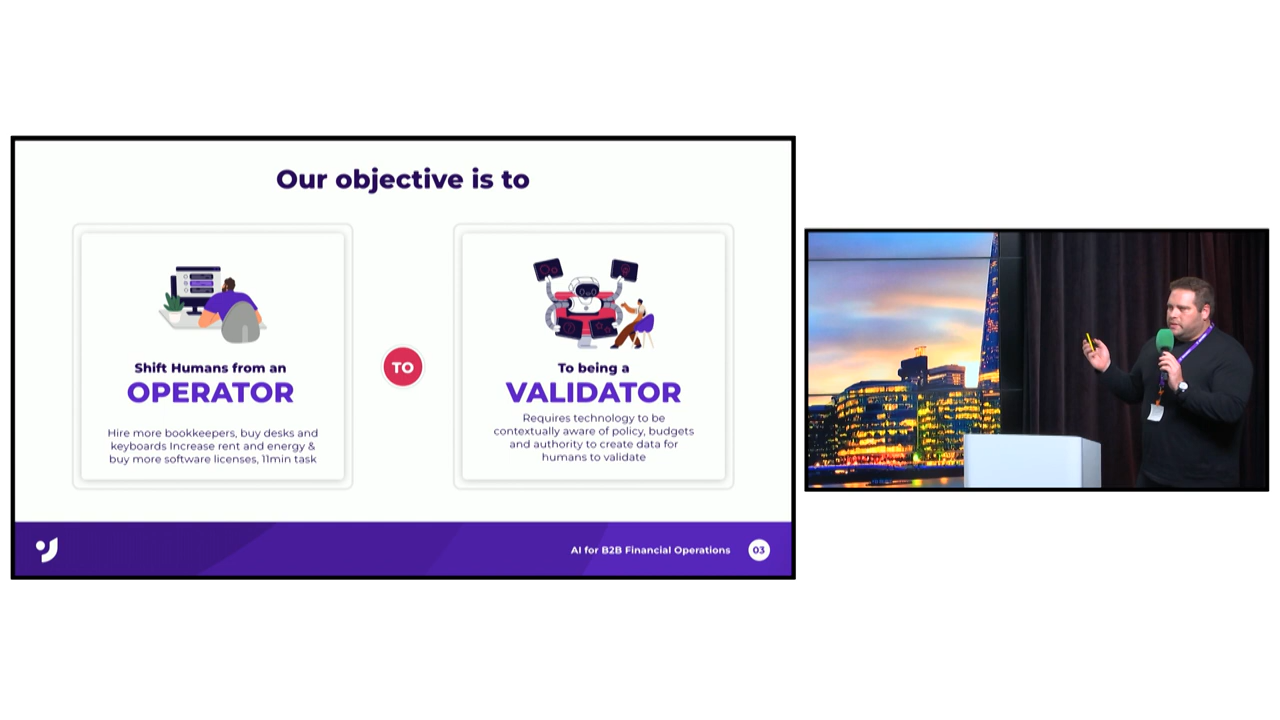 Our objective is to
Shift Humans from an
OPERATOR
Hire more bookkeepers, buy desks and
keyboards Increase rent and energy &
buy more software licenses, 11min task
TO
To being a
VALIDATOR
Requires technology to be
contextually aware of policy, budgets
and authority to create data for
humans to validate
AI for B2B Financial Operations
03